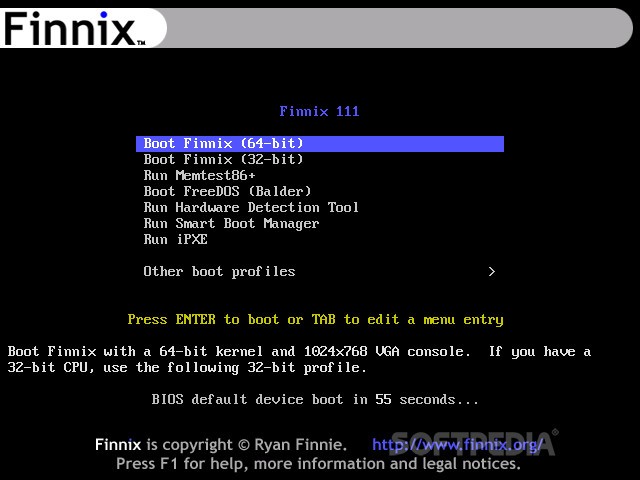 Finnix™
Finnix 111
Boot Finnix (64-bit)
Boot Finnix (32-bit)
Run Memtest86+
Boot FreeDOS (Balder)
Run Hardware Detection Tool
Run Smart Boot Manager
Run iPXE
Other boot profiles >
Press ENTER to boot or TAB to edit a menu entry
Boot Finnix with a 64-bit kernel and 1024x768 VGA console. If you have a
32-bit CPU, use the following 32-bit profile.
BIOS default device boot in 55 seconds...
Finnix is copyright © Ryan Finnie. http://www.finnix.org/
SOFTPEDIA®
Press F1 for help, more information and legal notices.